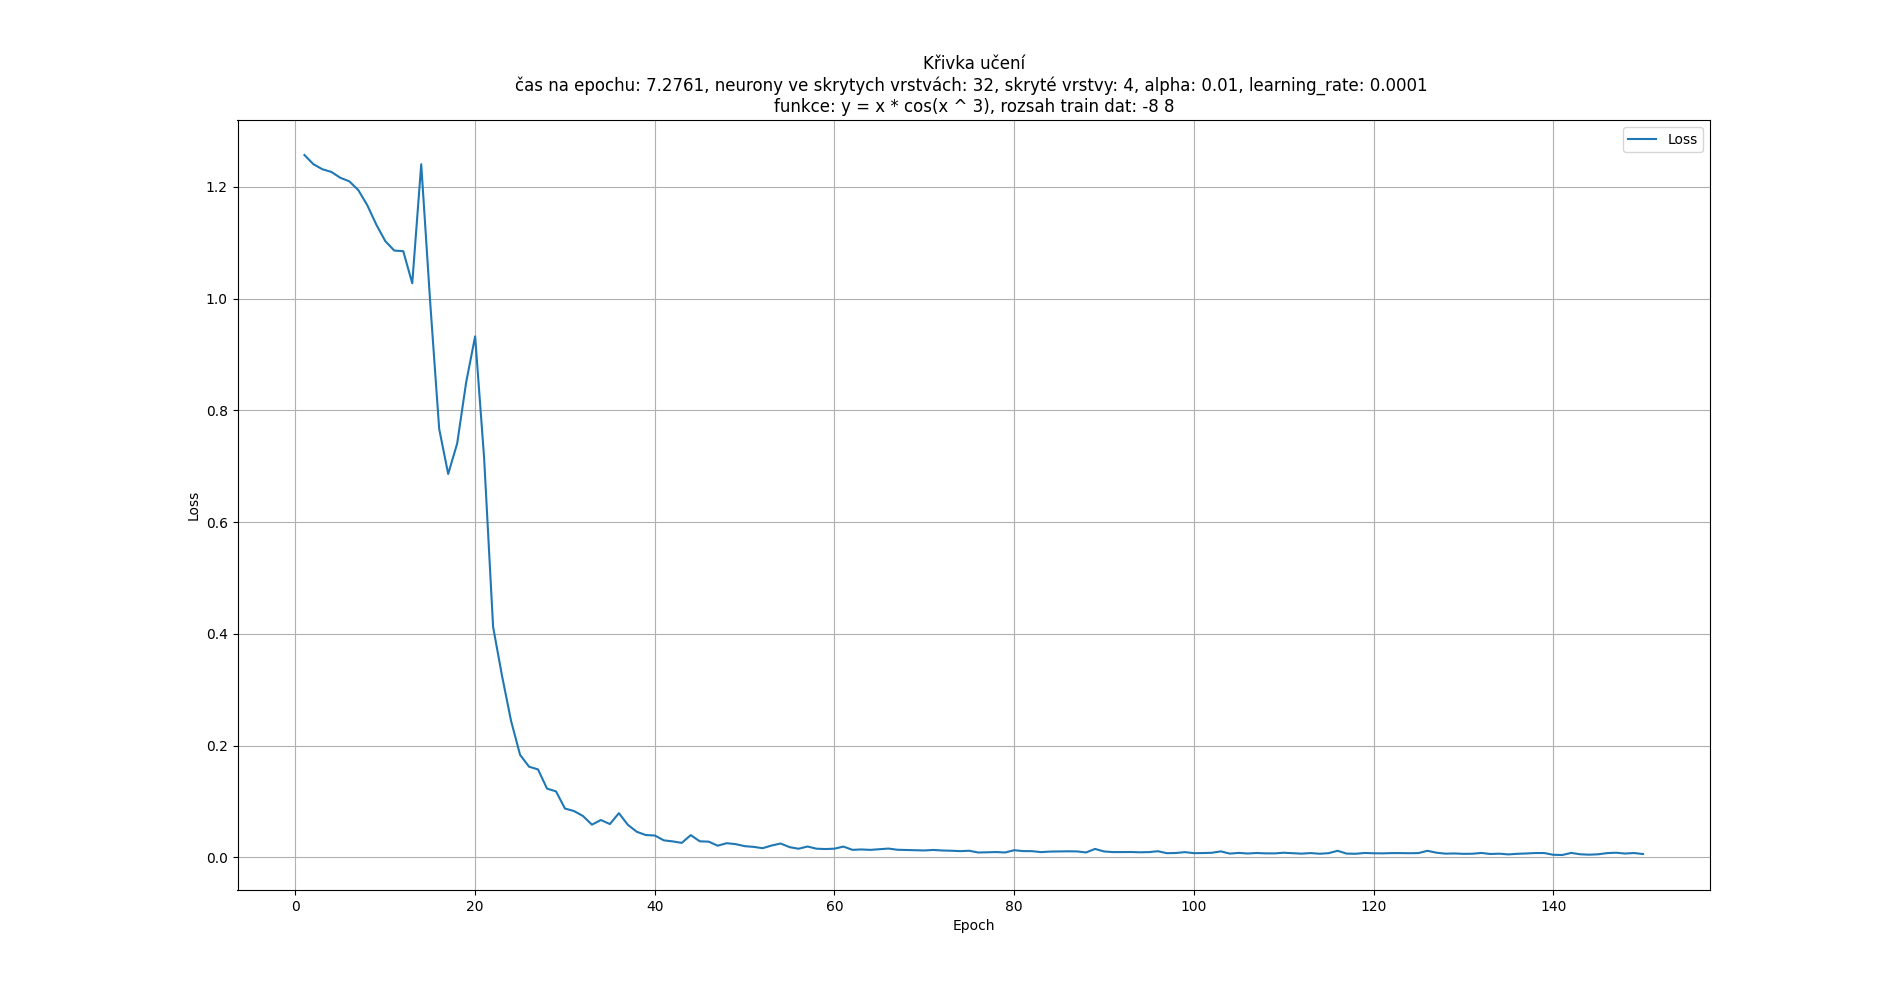 Křivka učení
čas na epochu: 7.2761, neurony ve skrytych vrstvách: 32, skryté vrstvy: 4, alpha: 0.01, learning_rate: 0.0001
funkce: y = x * cos(x ^ 3), rozsah train dat: -8 8
Loss
1.2
1.0
0.8
0.6
0.4
0.2
0.0
Loss
0 20 40 60 80 100 120 140
Epoch